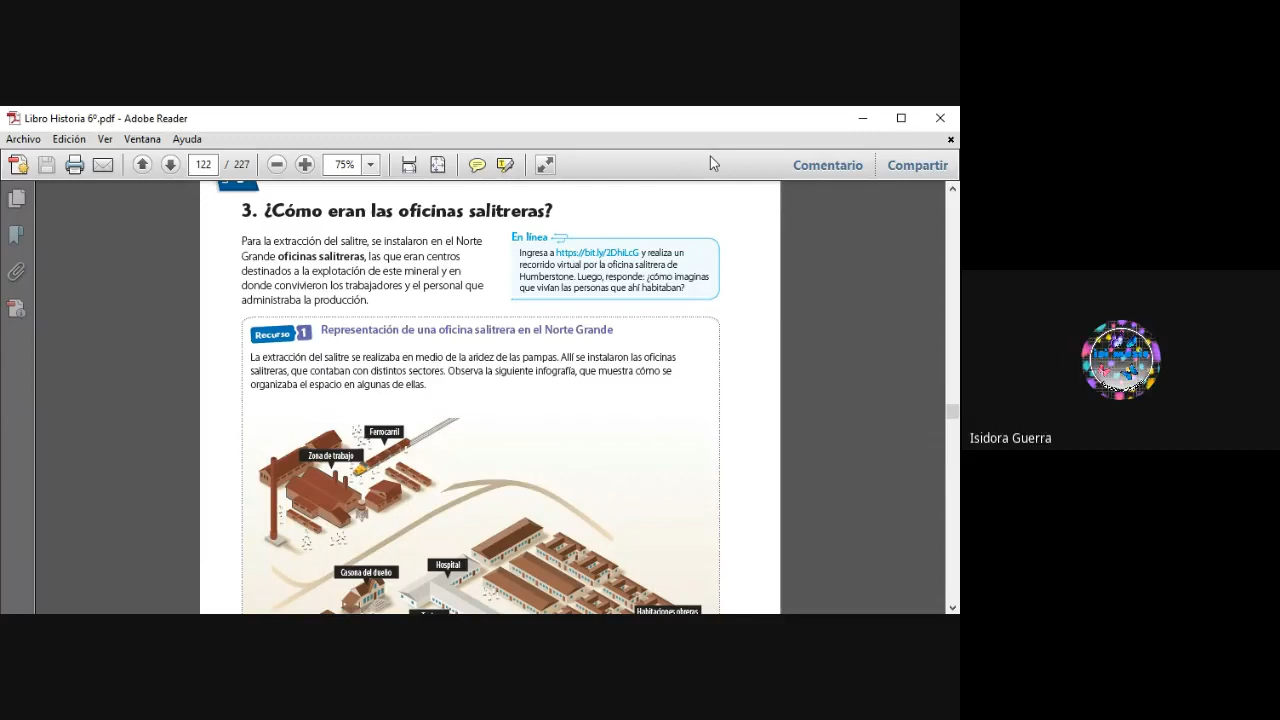 Libro Historia 6º.pdf - Adobe Reader
Archivo Edición Ver Ventana Ayuda
122 / 227 75% Comentario Compartir
3. ¿Cómo eran las oficinas salitreras?
Para la extracción del salitre, se instalaron en el Norte
Grande oficinas salitreras, las que eran centros
destinados a la explotación de este mineral y en
donde convivieron los trabajadores y el personal que
administraba la producción.
En línea
Ingresa a https://bit.ly/2DhiLcG y realiza un
recorrido virtual por la oficina salitrera de
Humberstone. Luego, responde: ¿cómo imaginas
que vivían las personas que ahí habitaban?
Recurso 1 Representación de una oficina salitrera en el Norte Grande
La extracción del salitre se realizaba en medio de la aridez de las pampas. Allí se instalaron las oficinas
salitreras, que contaban con distintos sectores. Observa la siguiente infografía, que muestra cómo se
organizaba el espacio en algunas de ellas.
Ferrocarril
Zona de trabajo
Hospital
Casona del dueño
Habitaciones obreras
Isidora Guerra